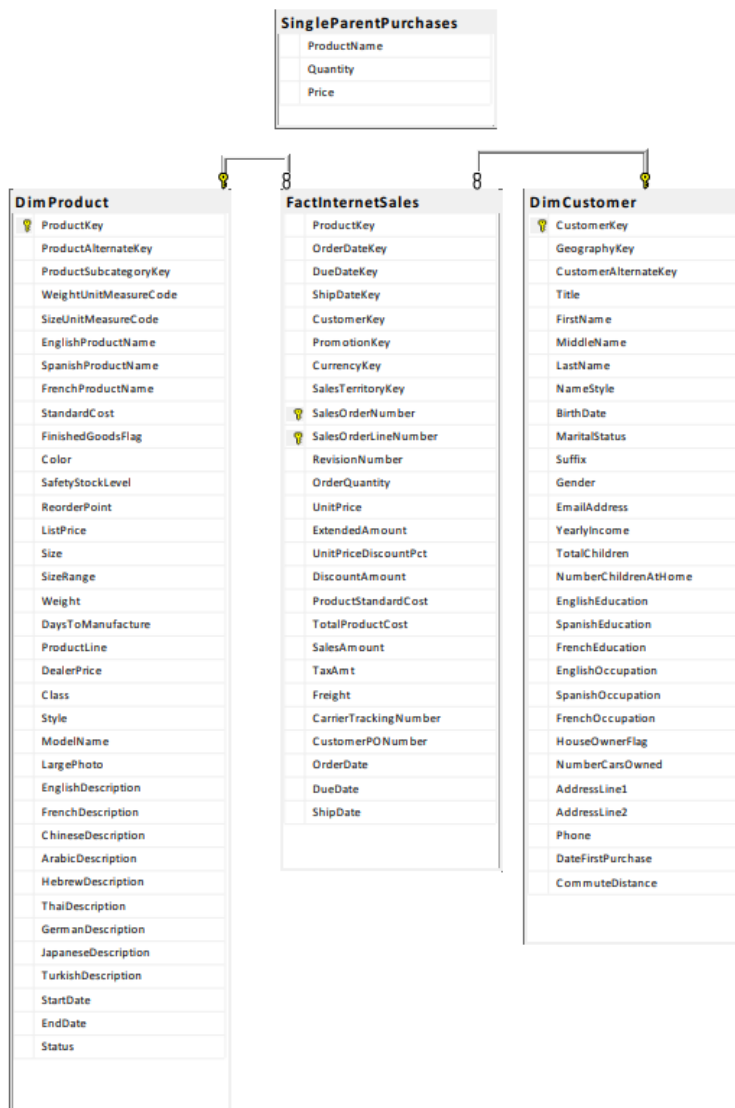 SingleParentPurchases
ProductName
Quantity
Price
DimProduct
ProductKey
ProductAlternateKey
ProductSubcategoryKey
WeightUnitMeasureCode
SizeUnitMeasureCode
EnglishProductName
SpanishProductName
FrenchProductName
StandardCost
FinishedGoodsFlag
Color
SafetyStockLevel
ReorderPoint
ListPrice
Size
SizeRange
Weight
DaysToManufacture
ProductLine
DealerPrice
Class
Style
ModelName
LargePhoto
EnglishDescription
FrenchDescription
ChineseDescription
ArabicDescription
HebrewDescription
ThaiDescription
GermanDescription
JapaneseDescription
TurkishDescription
StartDate
EndDate
Status
FactInternetSales
ProductKey
OrderDateKey
DueDateKey
ShipDateKey
CustomerKey
PromotionKey
CurrencyKey
SalesTerritoryKey
SalesOrderNumber
SalesOrderLineNumber
RevisionNumber
OrderQuantity
UnitPrice
ExtendedAmount
UnitPriceDiscountPct
DiscountAmount
ProductStandardCost
TotalProductCost
SalesAmount
TaxAmt
Freight
CarrierTrackingNumber
CustomerPONumber
OrderDate
DueDate
ShipDate
DimCustomer
CustomerKey
GeographyKey
CustomerAlternateKey
Title
FirstName
MiddleName
LastName
NameStyle
BirthDate
MaritalStatus
Suffix
Gender
EmailAddress
YearlyIncome
TotalChildren
NumberChildrenAtHome
EnglishEducation
SpanishEducation
FrenchEducation
EnglishOccupation
SpanishOccupation
FrenchOccupation
HouseOwnerFlag
NumberCarsOwned
AddressLine1
AddressLine2
Phone
DateFirstPurchase
CommuteDistance